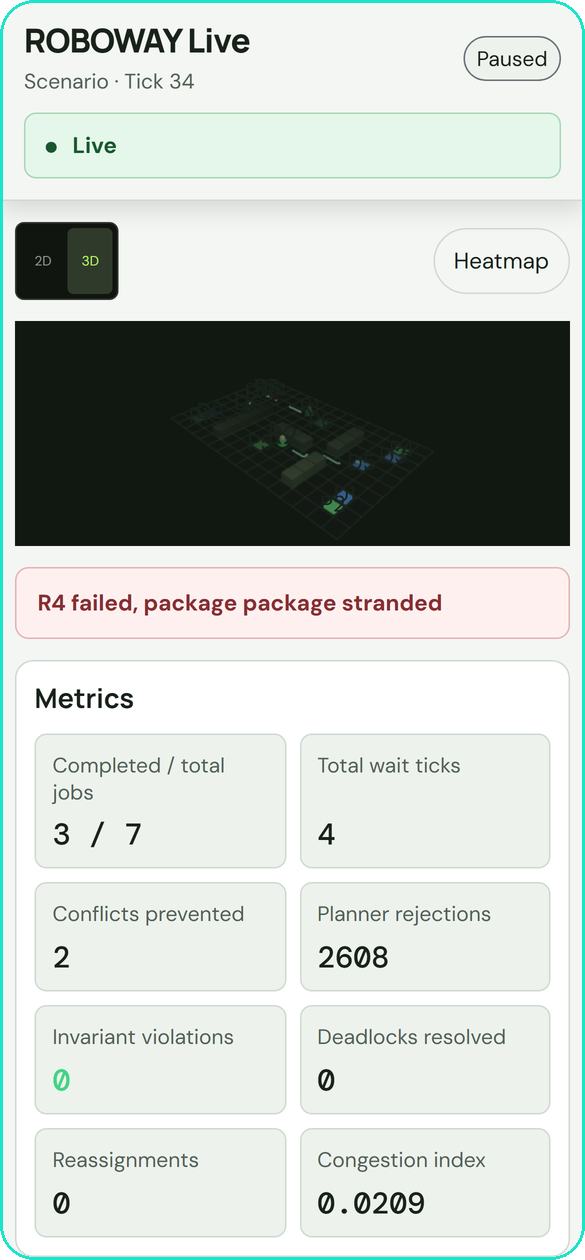 ROBOWAY Live
Scenario · Tick 34
Paused
Live
2D
3D
Heatmap
R4 failed, package package stranded
Metrics
Completed / total
jobs
3 / 7
Total wait ticks
4
Conflicts prevented
2
Planner rejections
2608
Invariant violations
0
Deadlocks resolved
0
Reassignments
0
Congestion index
0.0209